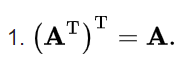 1. (Aᵀ)ᵀ = A.